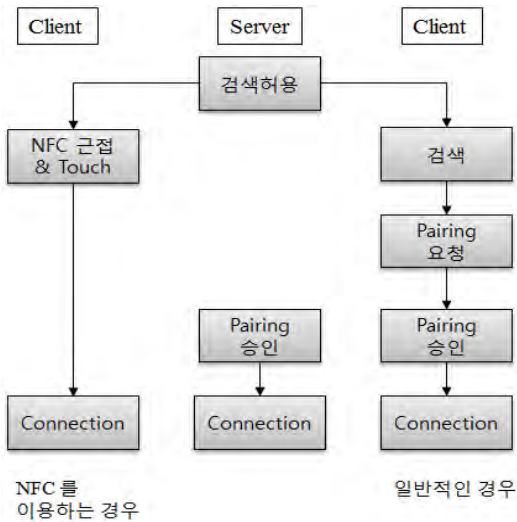 Client
Server
Client
검색허용
NFC 근접
& Touch
검색
Pairing
요청
Pairing
승인
Pairing
승인
Connection
Connection
Connection
NFC 를
이용하는 경우
일반적인 경우